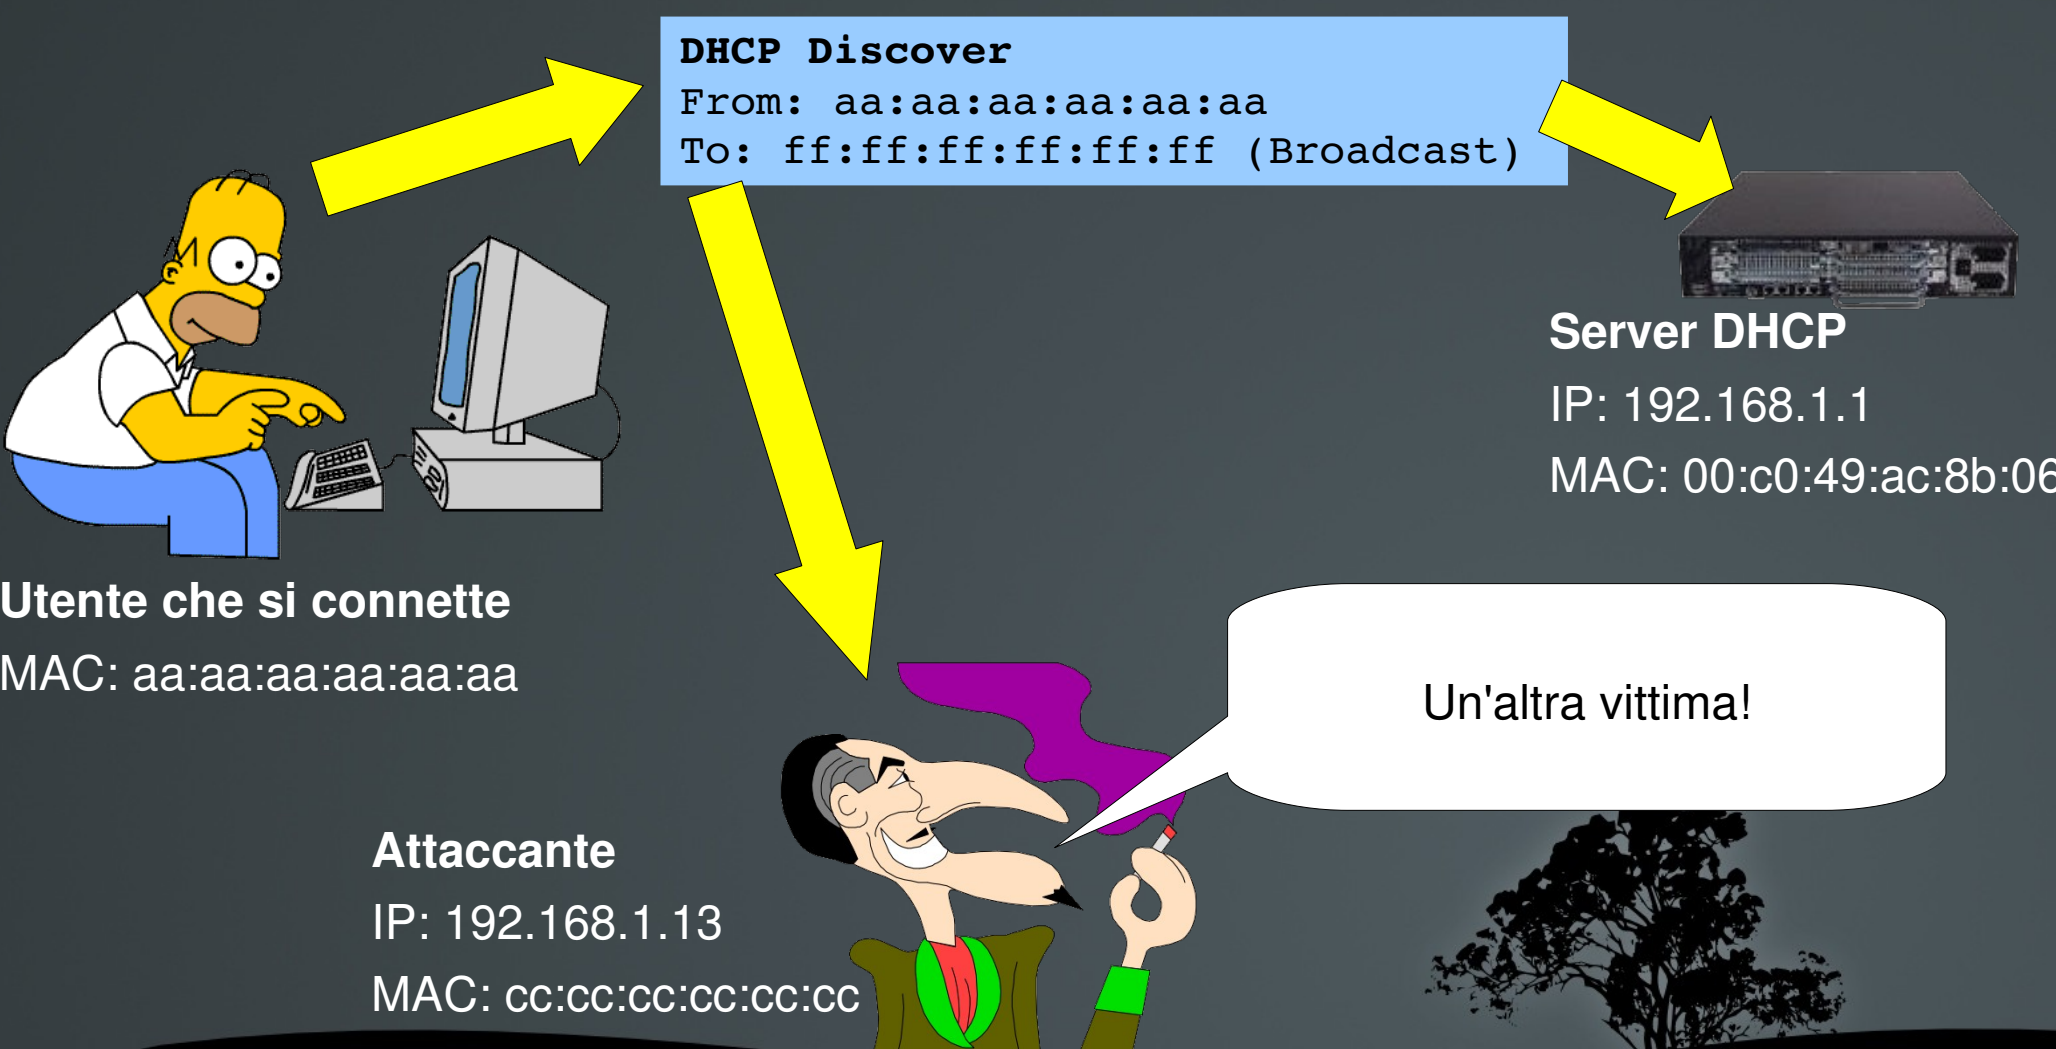 DHCP Discover
From: aa:aa:aa:aa:aa:aa
To: ff:ff:ff:ff:ff:ff (Broadcast)
Server DHCP
IP: 192.168.1.1
MAC: 00:c0:49:ac:8b:06
Utente che si connette
MAC: aa:aa:aa:aa:aa:aa
Un'altra vittima!
Attaccante
IP: 192.168.1.13
MAC: cc:cc:cc:cc:cc:cc